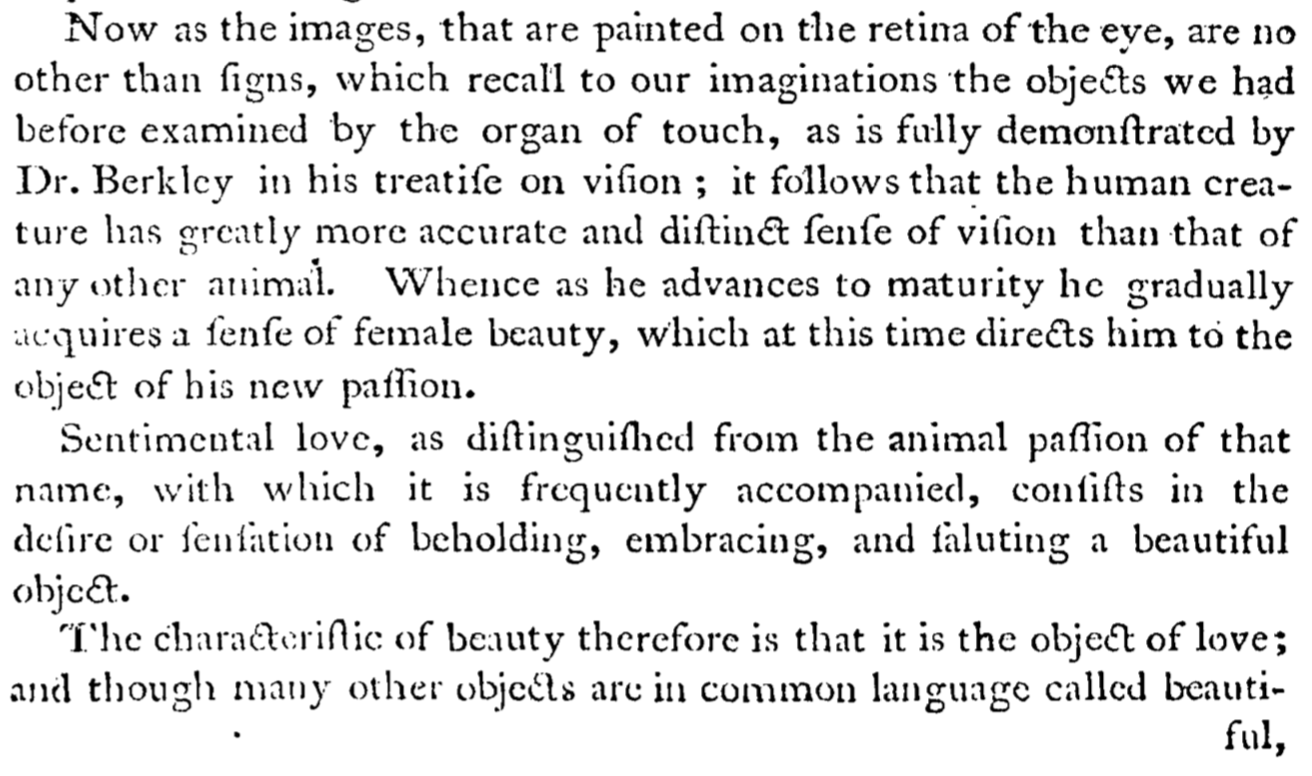 Now as the images, that are painted on the retina of the eye, are no
other than ſigns, which recall to our imaginations the objects we had
before examined by the organ of touch, as is fully demonſtrated by
Dr. Berkley in his treatiſe on viſion ; it follows that the human crea-
ture has greatly more accurate and diſtinct ſenſe of viſion than that of
any other animal. Whence as he advances to maturity he gradually
acquires a ſenſe of female beauty, which at this time directs him to the
object of his new paſſion.
Sentimental love, as diſtinguiſhed from the animal paſſion of that
name, with which it is frequently accompanied, conſiſts in the
deſire or ſenſation of beholding, embracing, and ſaluting a beautiful
object.
The characteriſtic of beauty therefore is that it is the object of love;
and though many other objects are in common language called beauti-
ful,